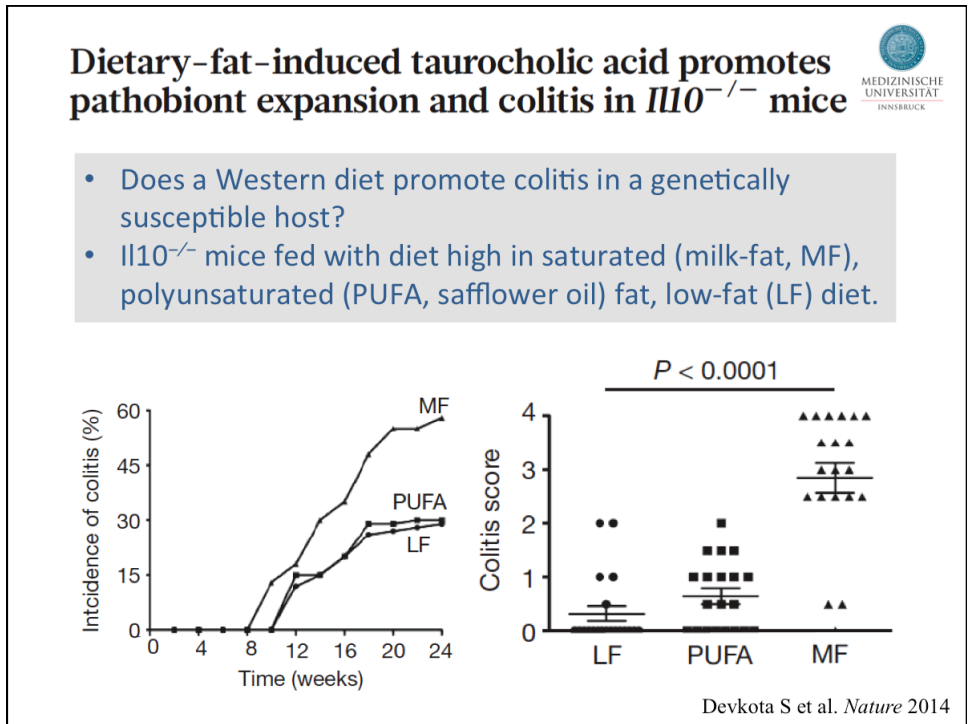 Dietary-fat-induced taurocholic acid promotes
pathobiont expansion and colitis in Il10−/− mice
MEDIZINISCHE
UNIVERSITÄT
INNSBRUCK
• Does a Western diet promote colitis in a genetically
susceptible host?
• Il10−/− mice fed with diet high in saturated (milk-fat, MF),
polyunsaturated (PUFA, safflower oil) fat, low-fat (LF) diet.
Intcidence of colitis (%)
60
45
30
15
0
MF
PUFA
LF
0 4 8 12 16 20 24
Time (weeks)
P < 0.0001
Colitis score
4
3
2
1
0
LF PUFA MF
Devkota S et al. Nature 2014